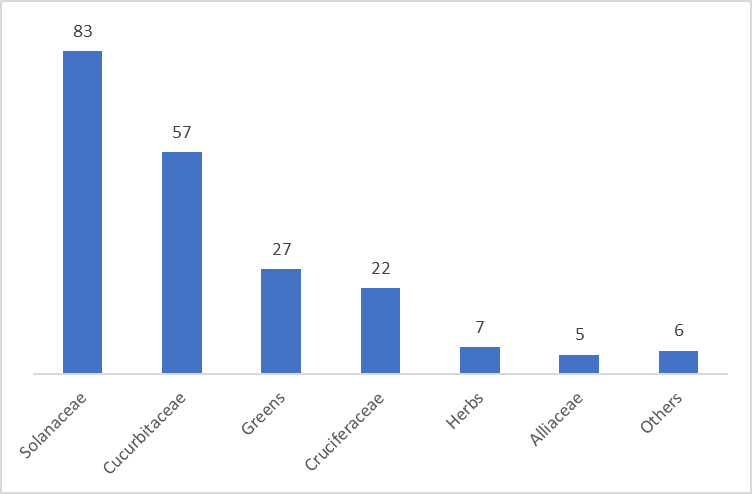 83
57
27
22
7
5
6
Solanaceae
Cucurbitaceae
Greens
Cruciferaceae
Herbs
Alliaceae
Others